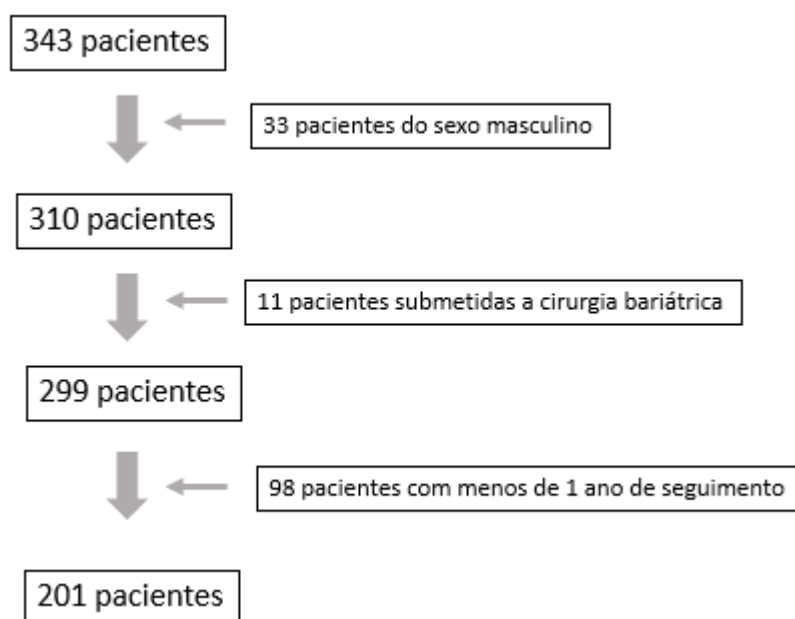 343 pacientes
33 pacientes do sexo masculino
310 pacientes
11 pacientes submetidas a cirurgia bariátrica
299 pacientes
98 pacientes com menos de 1 ano de seguimento
201 pacientes